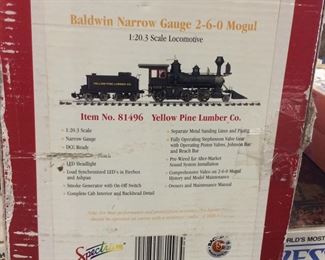 Baldwin Narrow Gauge 2-6-0 Mogul
1:20.3 Scale Locomotive
YELLOW PINE LUMBER CO.
Item No. 81496 Yellow Pine Lumber Co.
• 1:20.3 Scale
• Narrow Gauge
• DCC Ready
• LED Headlight
• Load Synchronized LED's in Firebox
and Ashpan
• Smoke Generator with On-Off Switch
• Complete Cab Interior and Backhead Detail
• Separate Metal Sanding Lines and Piping
• Fully Operating Stephenson Valve Gear
with Operating Piston Valves, Johnson Bar
and Reach Bar
• Pre-Wired for After-Market
Sound System Installation
• Comprehensive Video on 2-6-0 Mogul
History and Model Maintenance
• Owners and Maintenance Manual
Spectrum
RLD'S MOST